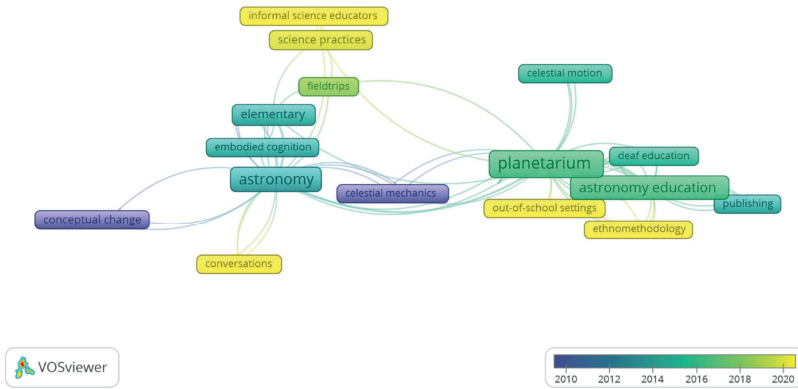 informal science educators
science practices
celestial motion
fieldtrips
elementary
embodied cognition
deaf education
planetarium
astronomy
astronomy education
celestial mechanics
publishing
out-of-school settings
conceptual change
ethnomethodology
conversations
VOSviewer
2010 2012 2014 2016 2018 2020